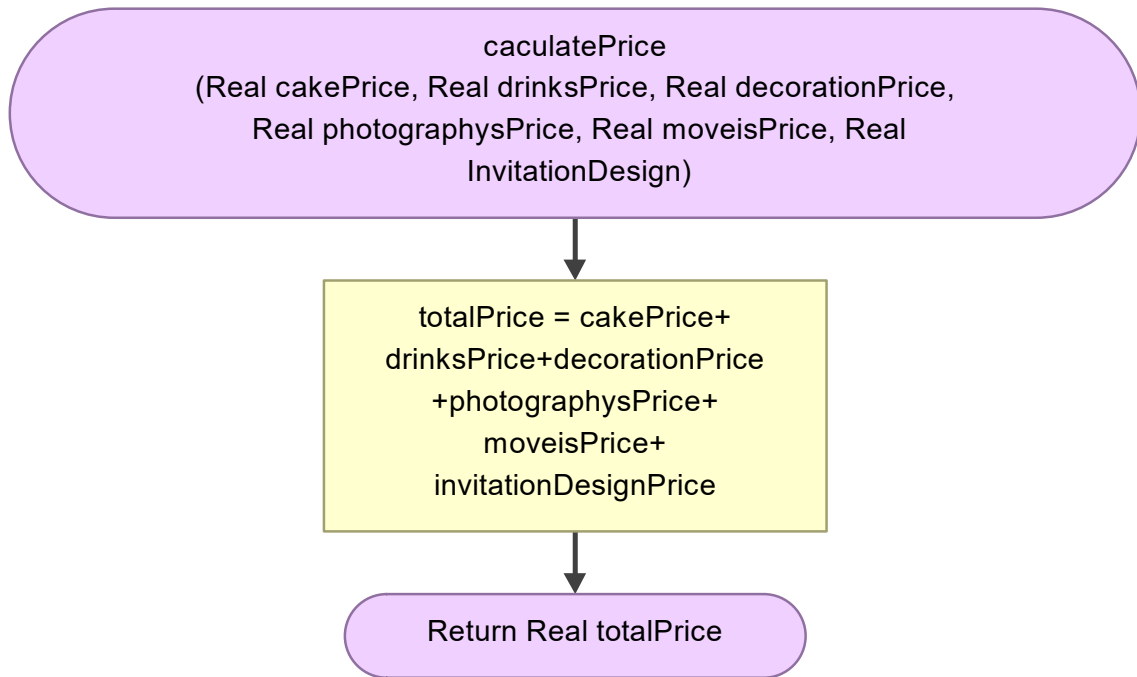 caculatePrice
(Real cakePrice, Real drinksPrice, Real decorationPrice,
Real photographysPrice, Real moveisPrice, Real
InvitationDesign)
totalPrice = cakePrice+
drinksPrice+decorationPrice
+photographysPrice+
moveisPrice+
invitationDesignPrice
Return Real totalPrice